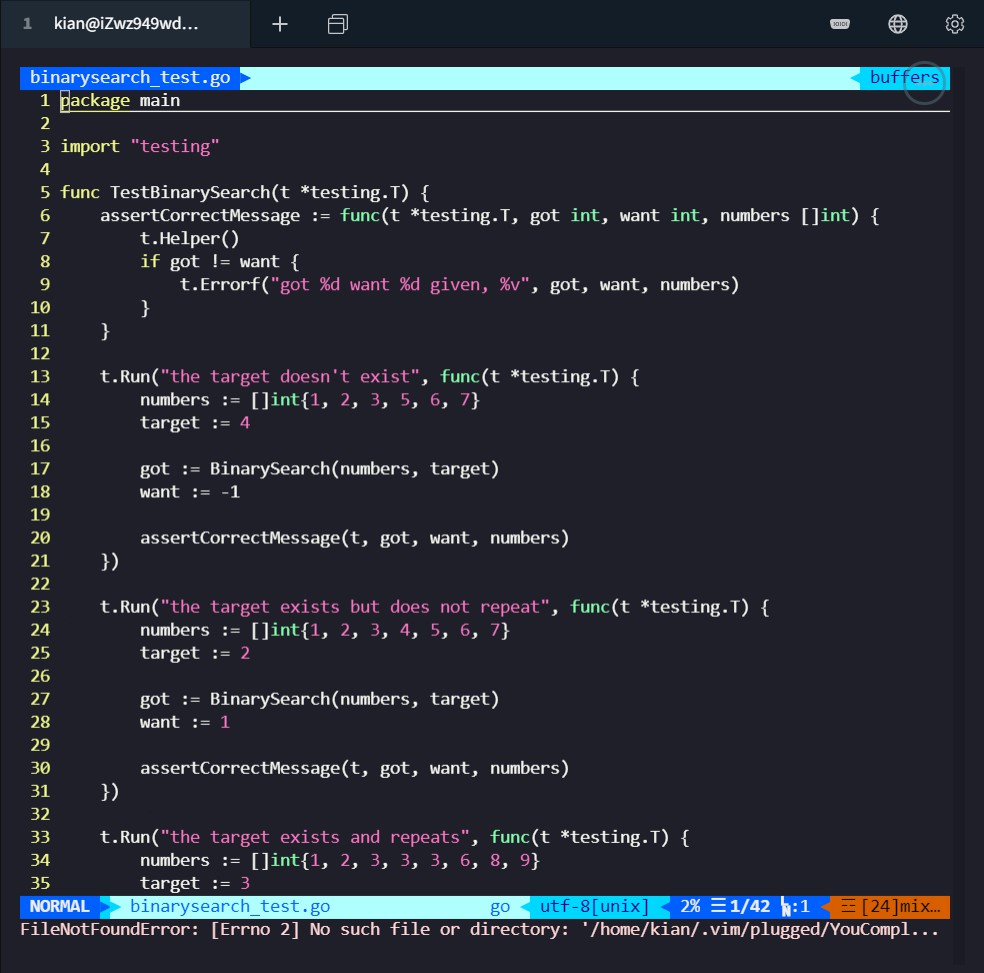 1 kian@iZwz949wd...
binarysearch_test.go buffers
1 package main
2
3 import "testing"
4
5 func TestBinarySearch(t *testing.T) {
6     assertCorrectMessage := func(t *testing.T, got int, want int, numbers []int) {
7         t.Helper()
8         if got != want {
9             t.Errorf("got %d want %d given, %v", got, want, numbers)
10         }
11     }
12
13     t.Run("the target doesn't exist", func(t *testing.T) {
14         numbers := []int{1, 2, 3, 5, 6, 7}
15         target := 4
16
17         got := BinarySearch(numbers, target)
18         want := -1
19
20         assertCorrectMessage(t, got, want, numbers)
21     })
22
23     t.Run("the target exists but does not repeat", func(t *testing.T) {
24         numbers := []int{1, 2, 3, 4, 5, 6, 7}
25         target := 2
26
27         got := BinarySearch(numbers, target)
28         want := 1
29
30         assertCorrectMessage(t, got, want, numbers)
31     })
32
33     t.Run("the target exists and repeats", func(t *testing.T) {
34         numbers := []int{1, 2, 3, 3, 3, 6, 8, 9}
35         target := 3
NORMAL binarysearch_test.go go utf-8[unix] 2% ☰1/42 :1 ☲[24]mix...
FileNotFoundError: [Errno 2] No such file or directory: '/home/kian/.vim/plugged/YouCompl...